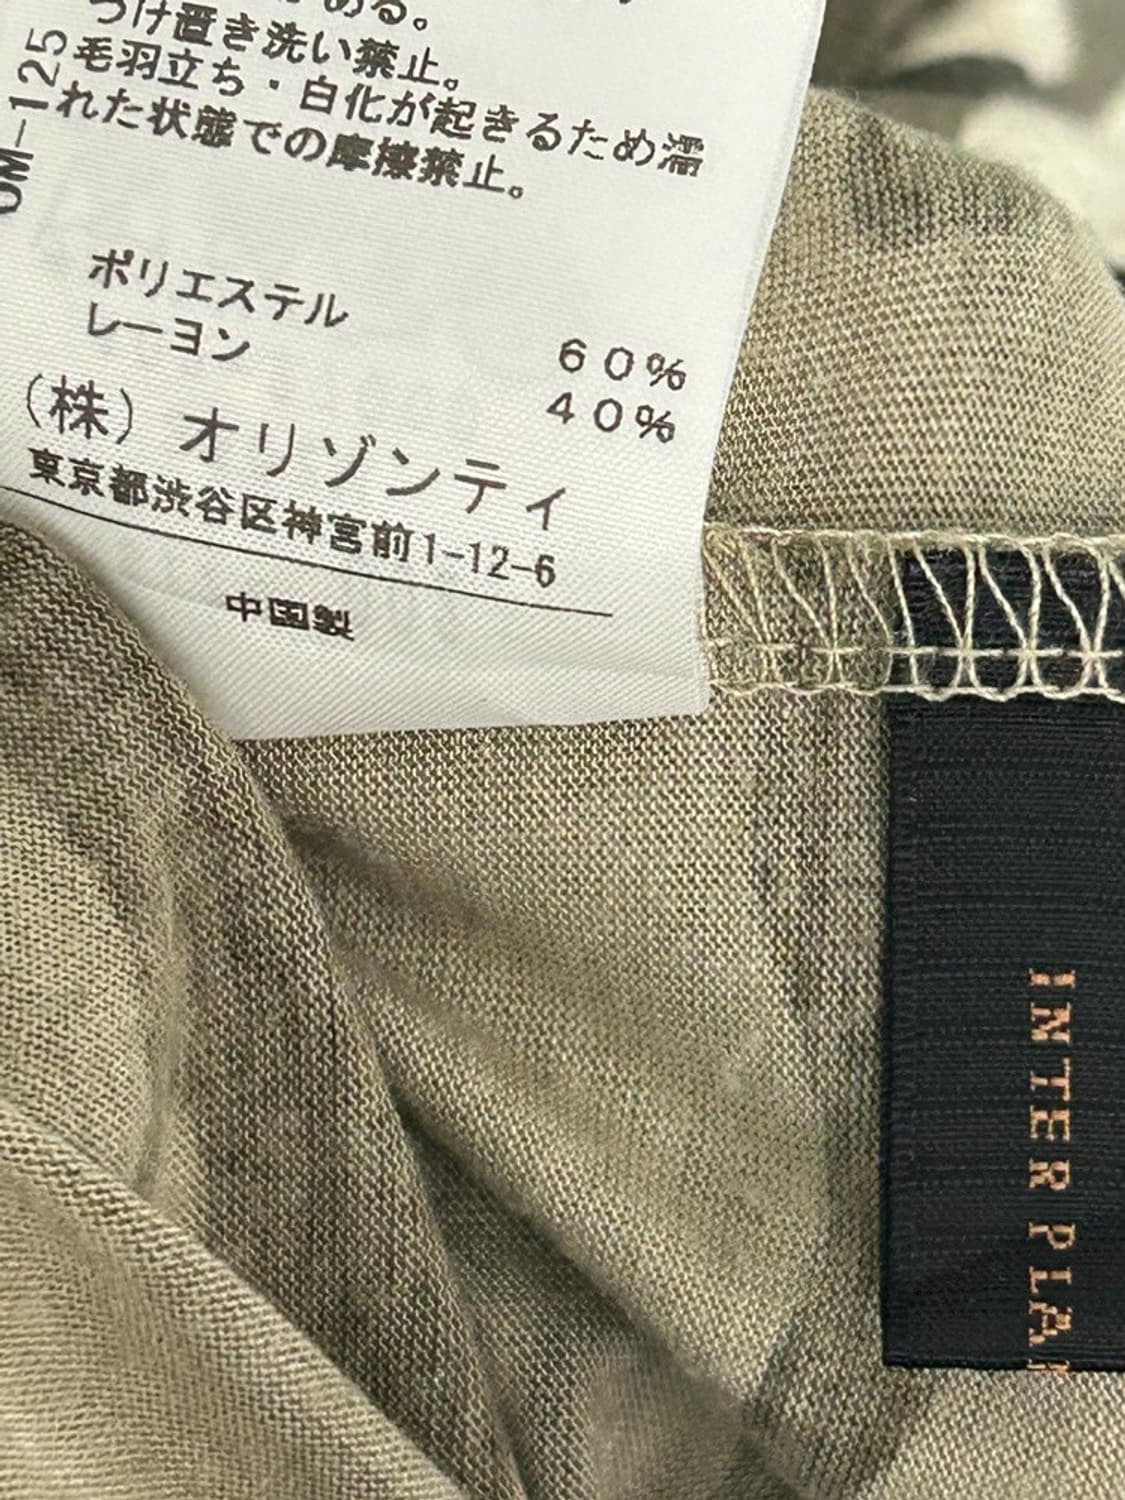 つけ置き洗い禁止。
毛羽立ち・白化が起きるため濡
れた状態での摩擦禁止。
ポリエステル 60%
レーヨン 40%
(株)オリゾンティ
東京都渋谷区神宮前1-12-6
中国製
INTERPLA